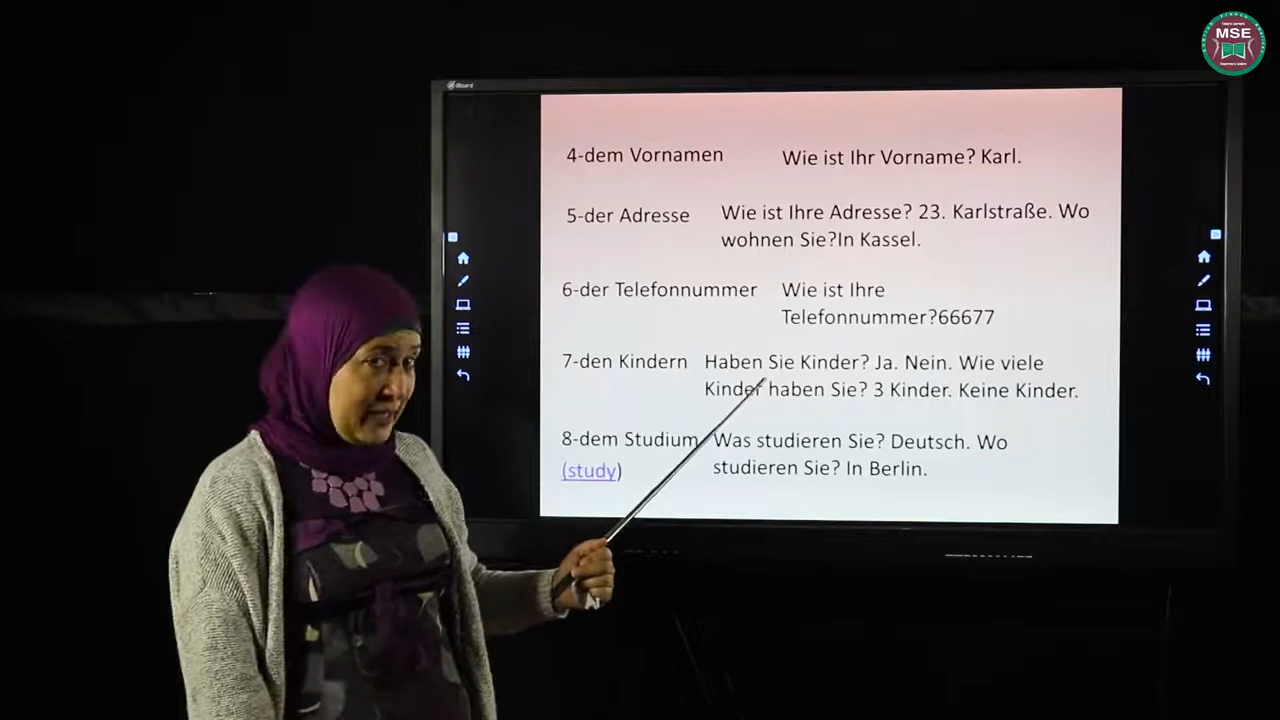 MSE
iBoard
4-dem Vornamen Wie ist Ihr Vorname? Karl.
5-der Adresse Wie ist Ihre Adresse? 23. Karlstraße. Wo
wohnen Sie?In Kassel.
6-der Telefonnummer Wie ist Ihre
Telefonnummer?66677
7-den Kindern Haben Sie Kinder? Ja. Nein. Wie viele
Kinder haben Sie? 3 Kinder. Keine Kinder.
8-dem Studium Was studieren Sie? Deutsch. Wo
(study) studieren Sie? In Berlin.